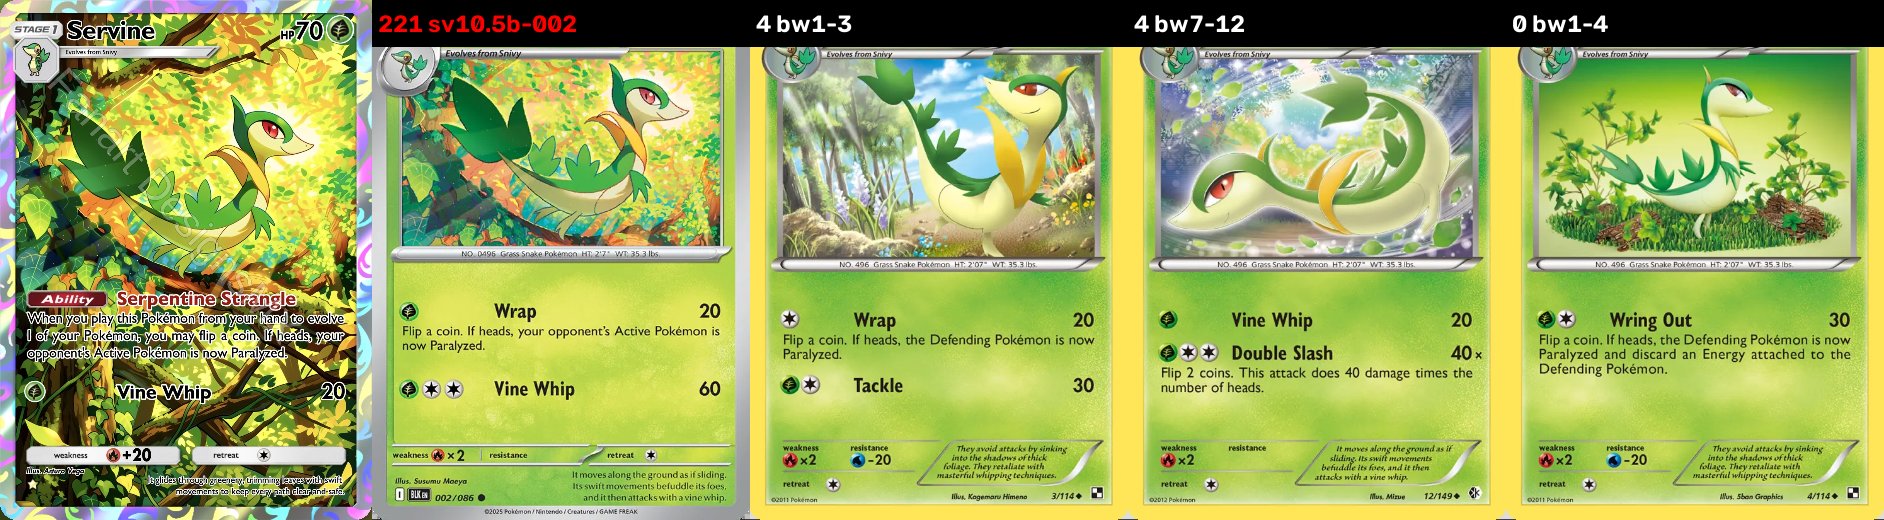 STAGE 1 Servine HP70
Evolves from Snivy
Ability Serpentine Strangle
When you play this Pokémon from your hand to evolve
1 of your Pokémon, you may flip a coin. If heads, your
opponent's Active Pokémon is now Paralyzed.
Vine Whip 20
weakness +20 retreat
Illus. Arturo Vega
It glides through greenery, trimming leaves with swift
movements to keep every path clear and safe.
221 sv10.5b-002
Evolves from Snivy
NO. 0496 Grass Snake Pokémon HT: 2'7" WT: 35.3 lbs.
Wrap 20
Flip a coin. If heads, your opponent's Active Pokémon is
now Paralyzed.
Vine Whip 60
weakness ×2 resistance retreat
Illus. Susumu Maeya
I BLK EN 002/086
It moves along the ground as if sliding.
Its swift movements befuddle its foes,
and it then attacks with a vine whip.
©2025 Pokémon / Nintendo / Creatures / GAME FREAK
4 bw1-3
Evolves from Snivy
NO. 496 Grass Snake Pokémon HT: 2'07" WT: 35.3 lbs.
Wrap 20
Flip a coin. If heads, the Defending Pokémon is now
Paralyzed.
Tackle 30
weakness resistance
×2 -20
retreat
They avoid attacks by sinking
into the shadows of thick
foliage. They retaliate with
masterful whipping techniques.
©2011 Pokémon
Illus. Kagemaru Himeno 3/114
4 bw7-12
Evolves from Snivy
NO. 496 Grass Snake Pokémon HT: 2'07" WT: 35.3 lbs.
Vine Whip 20
Double Slash 40×
Flip 2 coins. This attack does 40 damage times the
number of heads.
weakness resistance
×2
retreat
It moves along the ground as if
sliding. Its swift movements
befuddle its foes, and it then
attacks with a vine whip.
©2012 Pokémon
Illus. Mizue 12/149
0 bw1-4
Evolves from Snivy
NO. 496 Grass Snake Pokémon HT: 2'07" WT: 35.3 lbs.
Wring Out 30
Flip a coin. If heads, the Defending Pokémon is now
Paralyzed and discard an Energy attached to the
Defending Pokémon.
weakness resistance
×2 -20
retreat
They avoid attacks by sinking
into the shadows of thick
foliage. They retaliate with
masterful whipping techniques.
©2011 Pokémon
Illus. 5ban Graphics 4/114